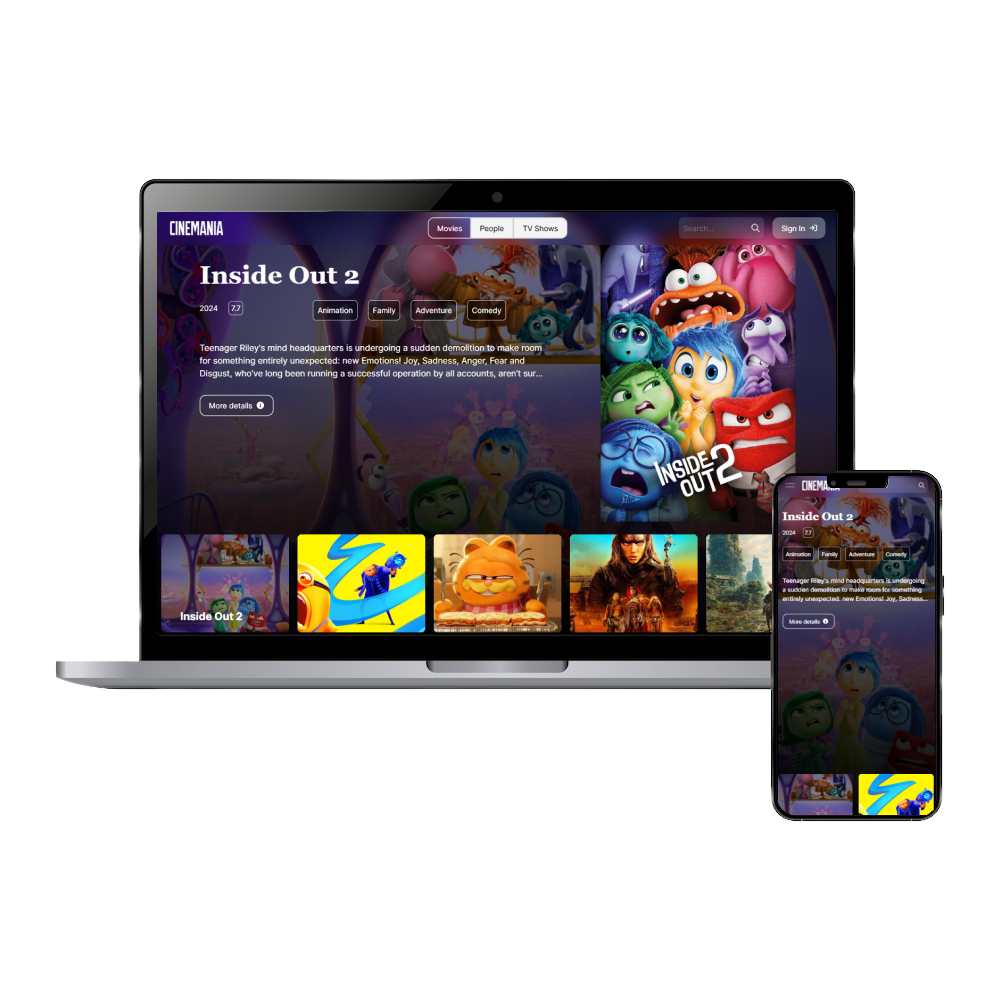 CINEMANIA
Movies
People
TV Shows
Search...
Sign In
Inside Out 2
2024
7.7
Animation
Family
Adventure
Comedy
Teenager Riley's mind headquarters is undergoing a sudden demolition to make room
for something entirely unexpected: new Emotions! Joy, Sadness, Anger, Fear and
Disgust, who've long been running a successful operation by all accounts, aren't sur...
More details
INSIDE
OUT 2
Inside Out 2
CINEMANIA
Inside Out 2
2024
7.7
Animation
Family
Adventure
Comedy
Teenager Riley's mind headquarters is undergoing
a sudden demolition to make room for something
entirely unexpected: new Emotions! Joy, Sadness...
More details